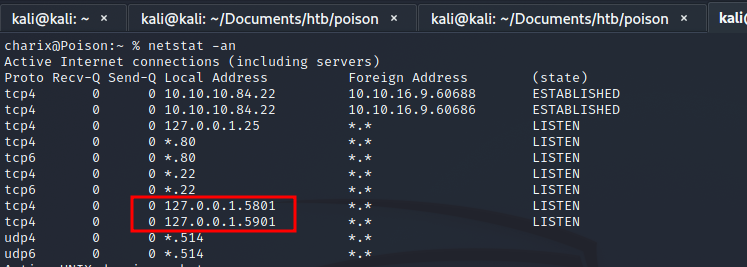 kali@kali: ~ × kali@kali: ~/Documents/htb/poison × kali@kali: ~/Documents/htb/poison ×
charix@Poison:~ % netstat -an
Active Internet connections (including servers)
Proto Recv-Q Send-Q Local Address Foreign Address (state)
tcp4 0 0 10.10.10.84.22 10.10.16.9.60688 ESTABLISHED
tcp4 0 0 10.10.10.84.22 10.10.16.9.60686 ESTABLISHED
tcp4 0 0 127.0.0.1.25 *.* LISTEN
tcp4 0 0 *.80 *.* LISTEN
tcp6 0 0 *.80 *.* LISTEN
tcp4 0 0 *.22 *.* LISTEN
tcp6 0 0 *.22 *.* LISTEN
tcp4 0 0 127.0.0.1.5801 *.* LISTEN
tcp4 0 0 127.0.0.1.5901 *.* LISTEN
udp4 0 0 *.514 *.*
udp6 0 0 *.514 *.*